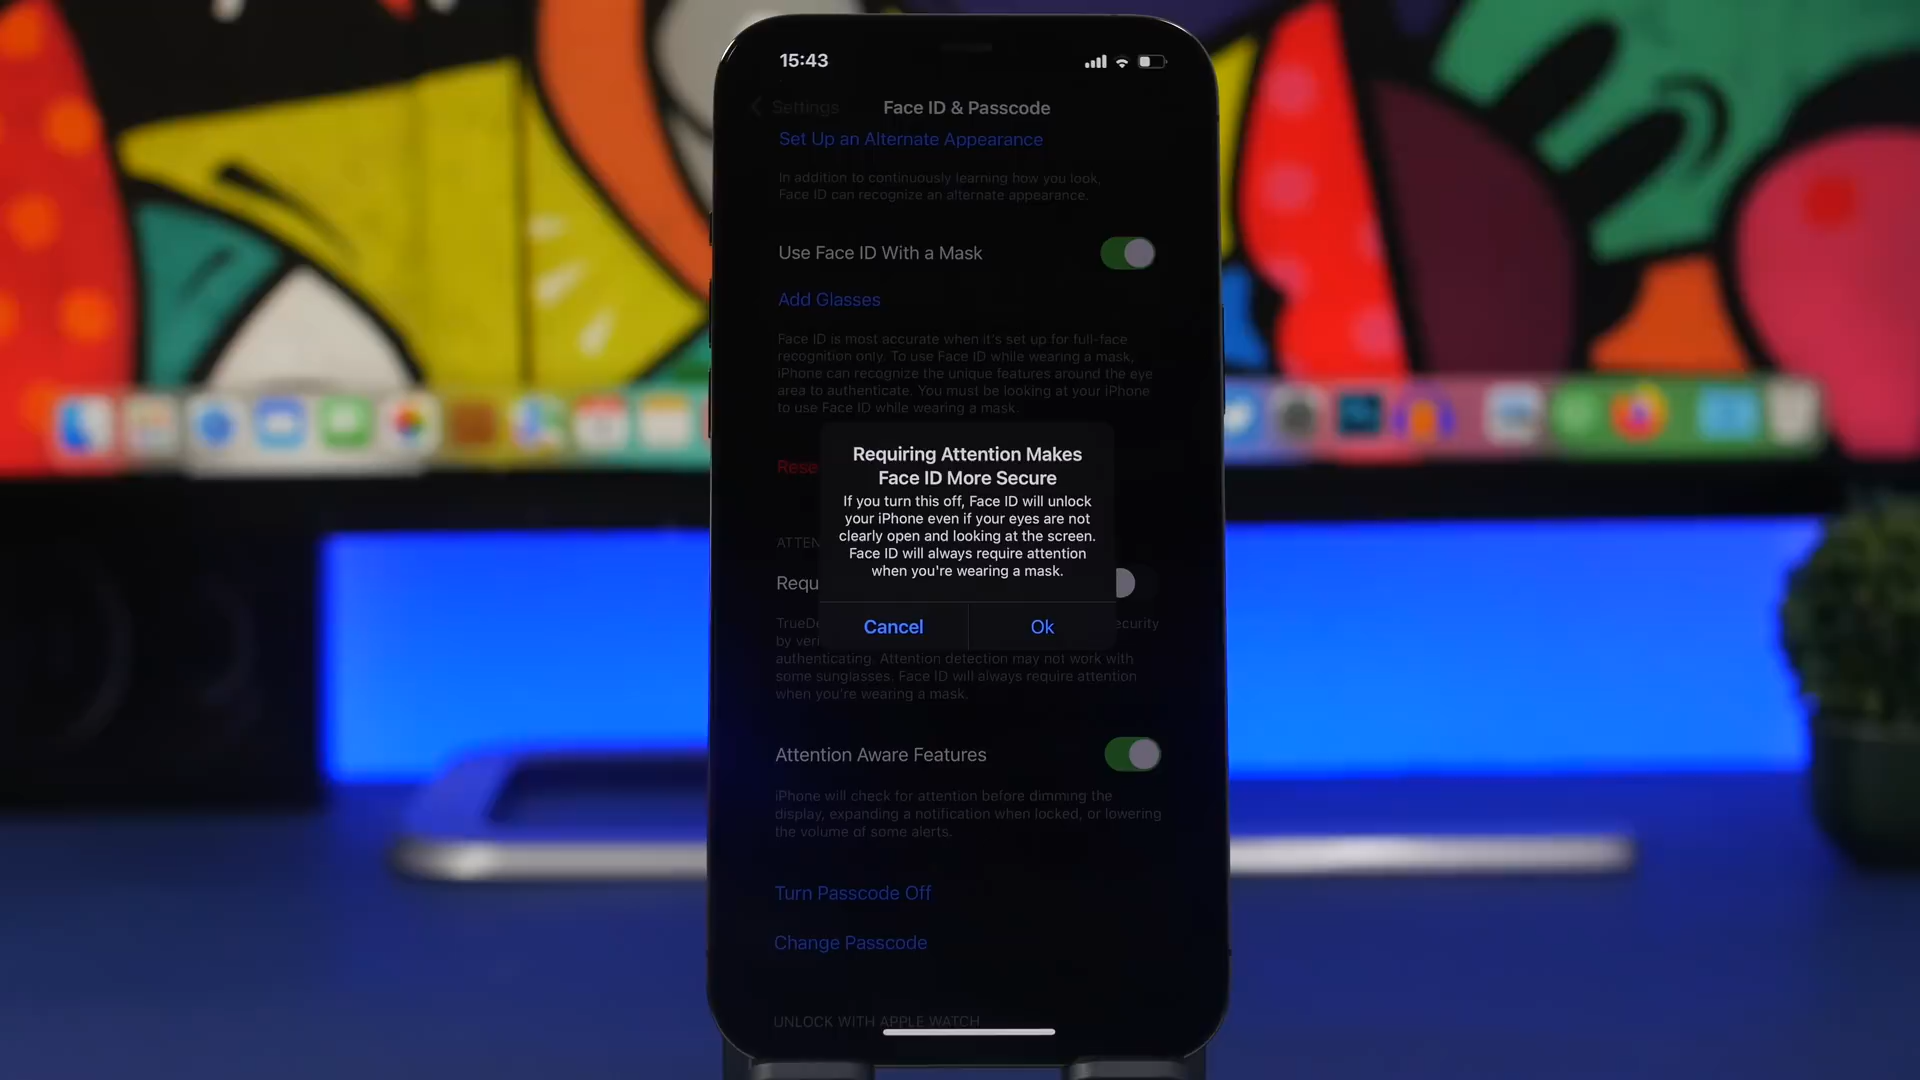 15:43
Settings
Face ID & Passcode
Set Up an Alternate Appearance
In addition to continuously learning how you look,
Face ID can recognize an alternate appearance.
Use Face ID With a Mask
Add Glasses
Face ID is most accurate when it's set up for full-face
recognition only. To use Face ID while wearing a mask,
iPhone can recognize the unique features around the eye
area to authenticate. You must be looking at your iPhone
to use Face ID while wearing a mask.
Rese
Requiring Attention Makes
Face ID More Secure
If you turn this off, Face ID will unlock
your iPhone even if your eyes are not
clearly open and looking at the screen.
Face ID will always require attention
when you're wearing a mask.
ATTEN
Requ
Cancel
Ok
TrueDe
ecurity
by veri
authenticating. Attention detection may not work with
some sunglasses. Face ID will always require attention
when you're wearing a mask.
Attention Aware Features
iPhone will check for attention before dimming the
display, expanding a notification when locked, or lowering
the volume of some alerts.
Turn Passcode Off
Change Passcode
UNLOCK WITH APPLE WATCH